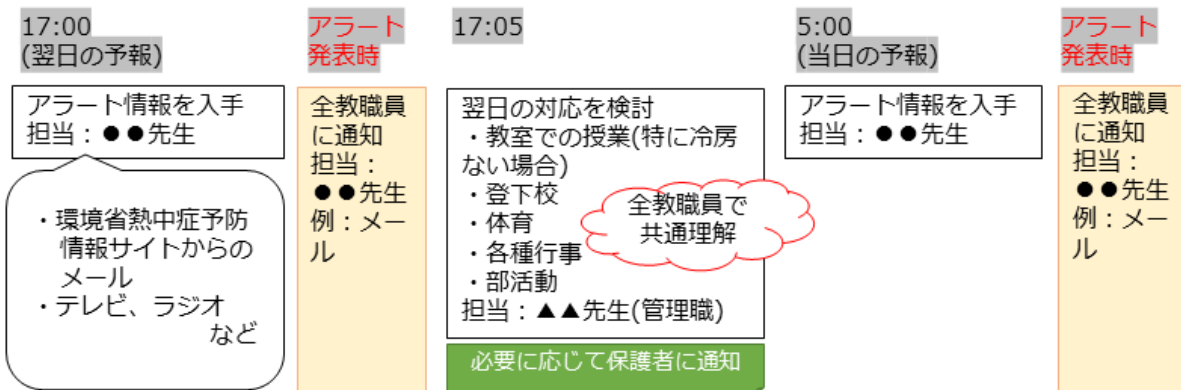 17:00
(翌日の予報)
アラート情報を入手
担当：●●先生
・環境省熱中症予防
情報サイトからの
メール
・テレビ、ラジオ
など
アラート
発表時
全教職員
に通知
担当：
●●先生
例：メー
ル
17:05
翌日の対応を検討
・教室での授業(特に冷房
ない場合)
・登下校
・体育
・各種行事
・部活動
担当：▲▲先生(管理職)
全教職員で
共通理解
必要に応じて保護者に通知
5:00
(当日の予報)
アラート情報を入手
担当：●●先生
アラート
発表時
全教職員
に通知
担当：
●●先生
例：メー
ル